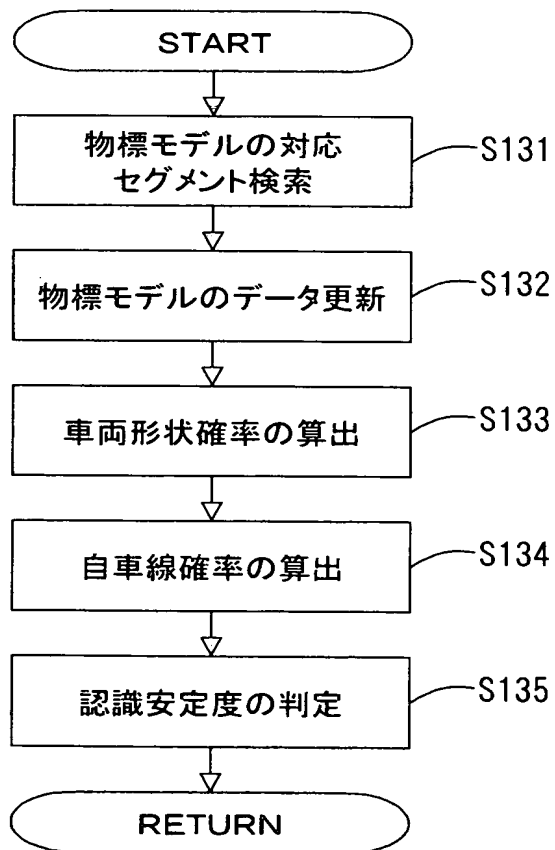 START
物標モデルの対応
セグメント検索
S131
物標モデルのデータ更新
S132
車両形状確率の算出
S133
自車線確率の算出
S134
認識安定度の判定
S135
RETURN